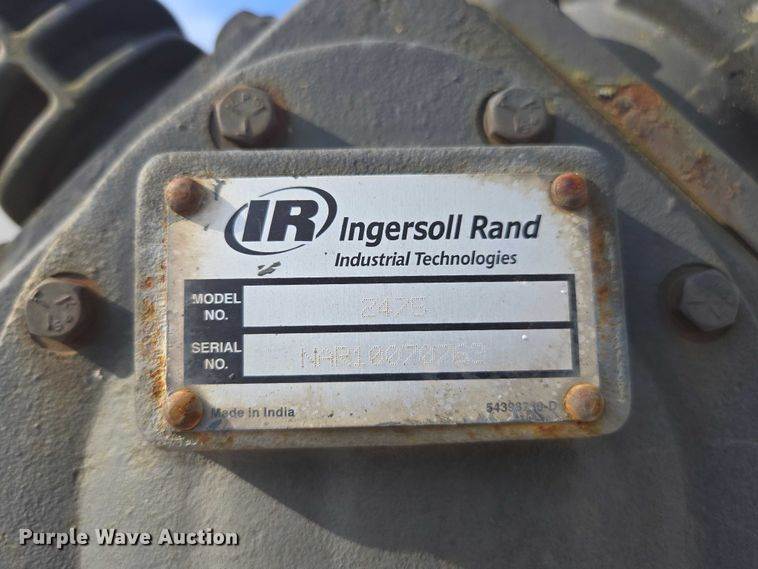 IR Ingersoll Rand
Industrial Technologies
MODEL NO. 2475
SERIAL NO.
Made in India
Purple Wave Auction